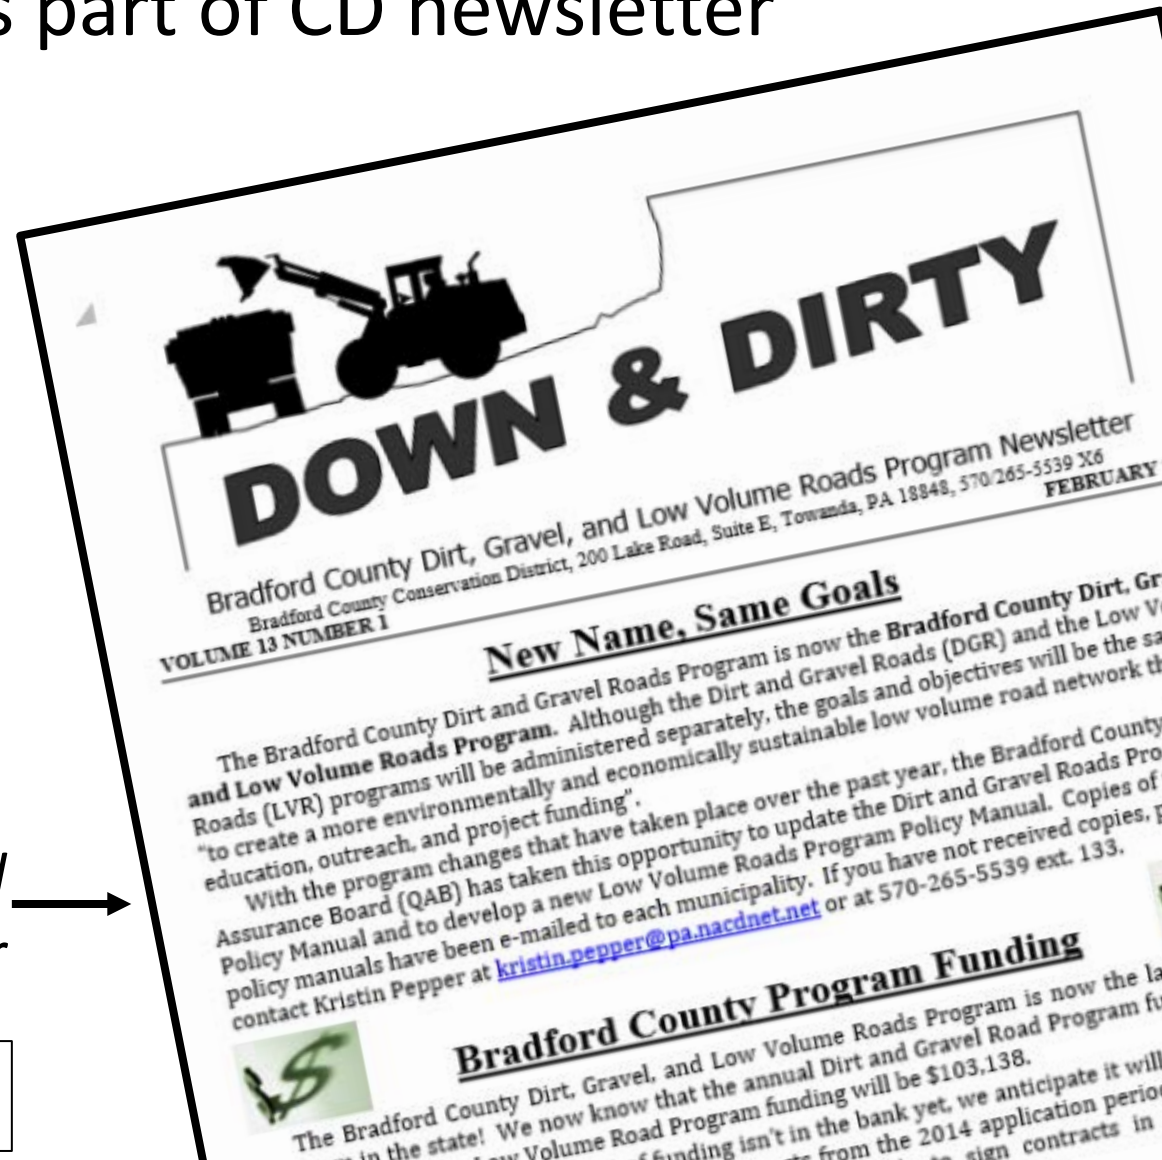 s part of CD newsletter
DOWN & DIRTY
Bradford County Dirt, Gravel, and Low Volume Roads Program Newsletter
Bradford County Conservation District, 200 Lake Road, Suite E, Towanda, PA 18848, 570/265-5539 X6
VOLUME 13 NUMBER 1 FEBRUARY
New Name, Same Goals
The Bradford County Dirt and Gravel Roads Program is now the Bradford County Dirt, Gr
and Low Volume Roads Program. Although the Dirt and Gravel Roads (DGR) and the Low V
Roads (LVR) programs will be administered separately, the goals and objectives will be the sa
"to create a more environmentally and economically sustainable low volume road network th
education, outreach, and project funding".
With the program changes that have taken place over the past year, the Bradford County
Assurance Board (QAB) has taken this opportunity to update the Dirt and Gravel Roads Pro
Policy Manual and to develop a new Low Volume Roads Program Policy Manual. Copies of
policy manuals have been e-mailed to each municipality. If you have not received copies, p
contact Kristin Pepper at kristin.pepper@pa.nacdnet.net or at 570-265-5539 ext. 133.
Bradford County Program Funding
$
The Bradford County Dirt, Gravel, and Low Volume Roads Program is now the la
in the state! We now know that the annual Dirt and Gravel Road Program fu
Low Volume Road Program funding will be $103,138.
funding isn't in the bank yet, we anticipate it will
from the 2014 application perio
sign contracts in